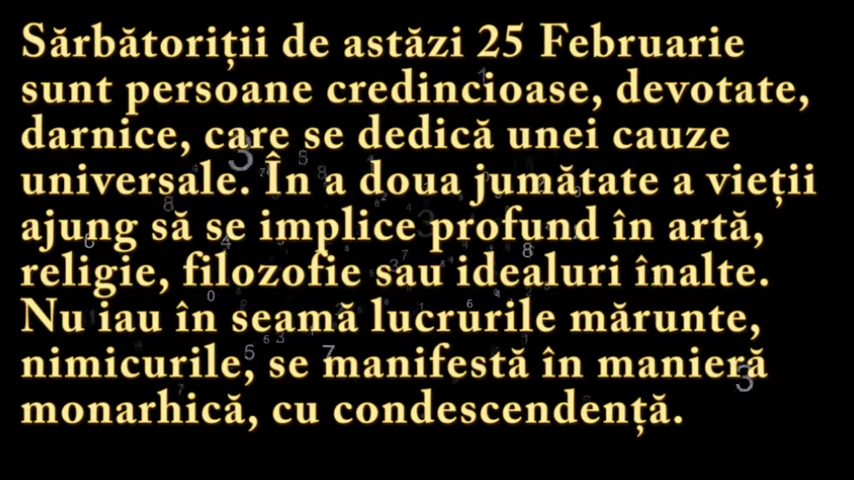 Sărbătoriții de astăzi 25 Februarie
sunt persoane credincioase, devotate,
darnice, care se dedică unei cauze
universale. În a doua jumătate a vieții
ajung să se implice profund în artă,
religie, filozofie sau idealuri înalte.
Nu iau în seamă lucrurile mărunte,
nimicurile, se manifestă în manieră
monarhică, cu condescendență.